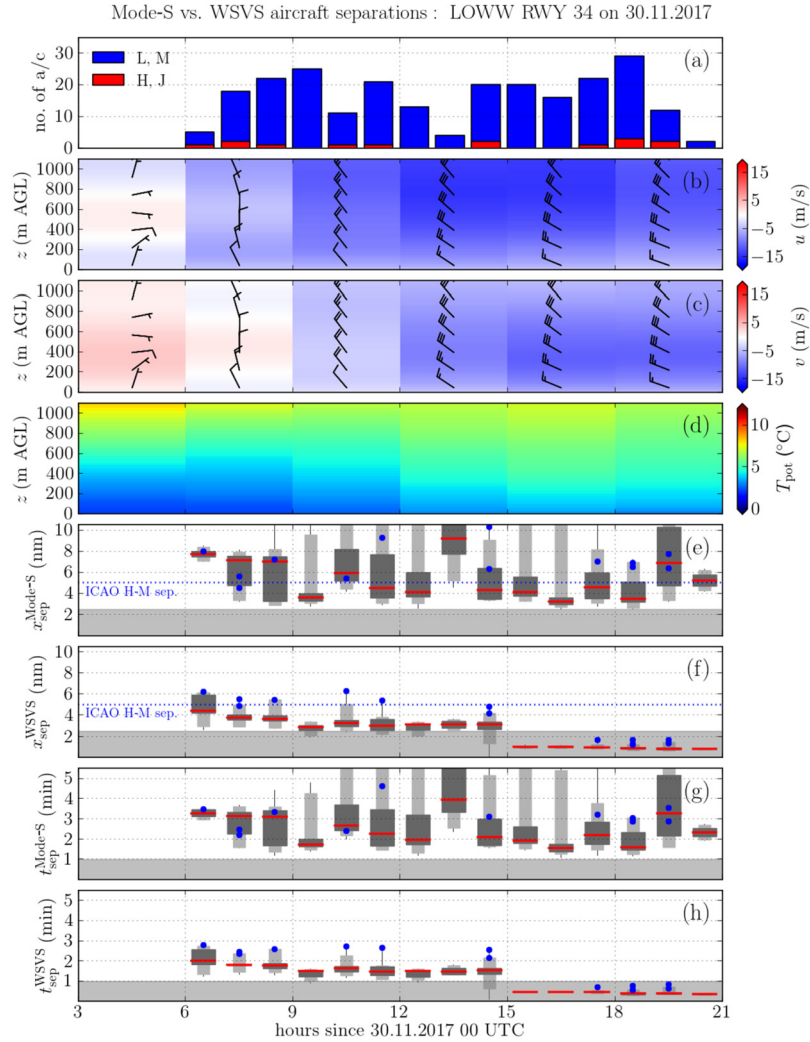 Mode-S vs. WSVS aircraft separations : LOWW RWY 34 on 30.11.2017
no. of a/c
30
20
10
0
L, M
H, J
(a)
z (m AGL)
1000
800
600
400
200
0
(b)
15
5
−5
−15
u (m/s)
z (m AGL)
1000
800
600
400
200
0
(c)
15
5
−5
−15
v (m/s)
z (m AGL)
1000
800
600
400
200
0
(d)
10
5
0
T_pot (°C)
x_sep^Mode-S (nm)
10
8
6
4
2
ICAO H-M sep.
(e)
x_sep^WSVS (nm)
10
8
6
4
2
ICAO H-M sep.
(f)
t_sep^Mode-S (min)
5
4
3
2
1
(g)
t_sep^WSVS (min)
5
4
3
2
1
(h)
3 6 9 12 15 18 21
hours since 30.11.2017 00 UTC